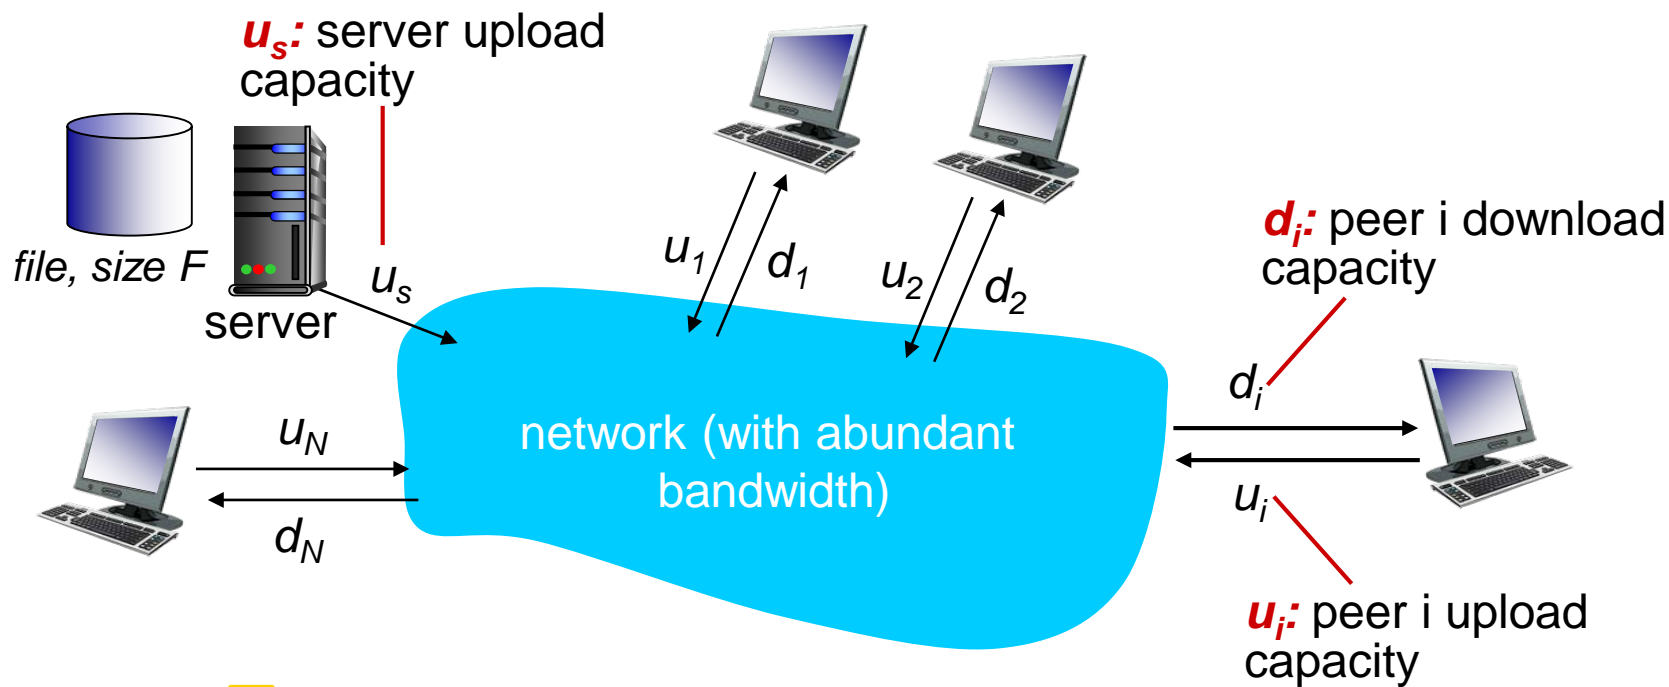 us: server upload
capacity
file, size F
server
us
u1
d1
u2
d2
di: peer i download
capacity
di
ui
uN
dN
network (with abundant
bandwidth)
ui: peer i upload
capacity